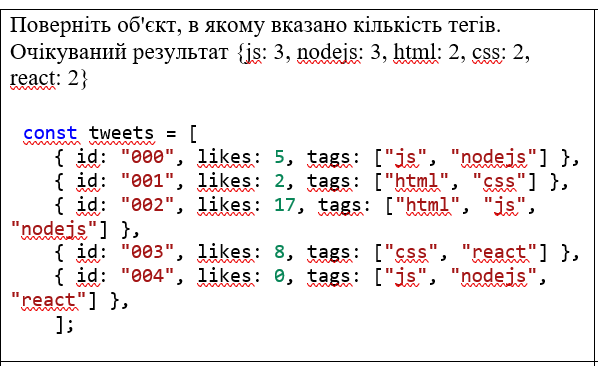 Поверніть об'єкт, в якому вказано кількість тегів.
Очікуваний результат {js: 3, nodejs: 3, html: 2, css: 2,
react: 2}
const tweets = [
{ id: "000", likes: 5, tags: ["js", "nodejs"] },
{ id: "001", likes: 2, tags: ["html", "css"] },
{ id: "002", likes: 17, tags: ["html", "js",
"nodejs"] },
{ id: "003", likes: 8, tags: ["css", "react"] },
{ id: "004", likes: 0, tags: ["js", "nodejs",
"react"] },
];